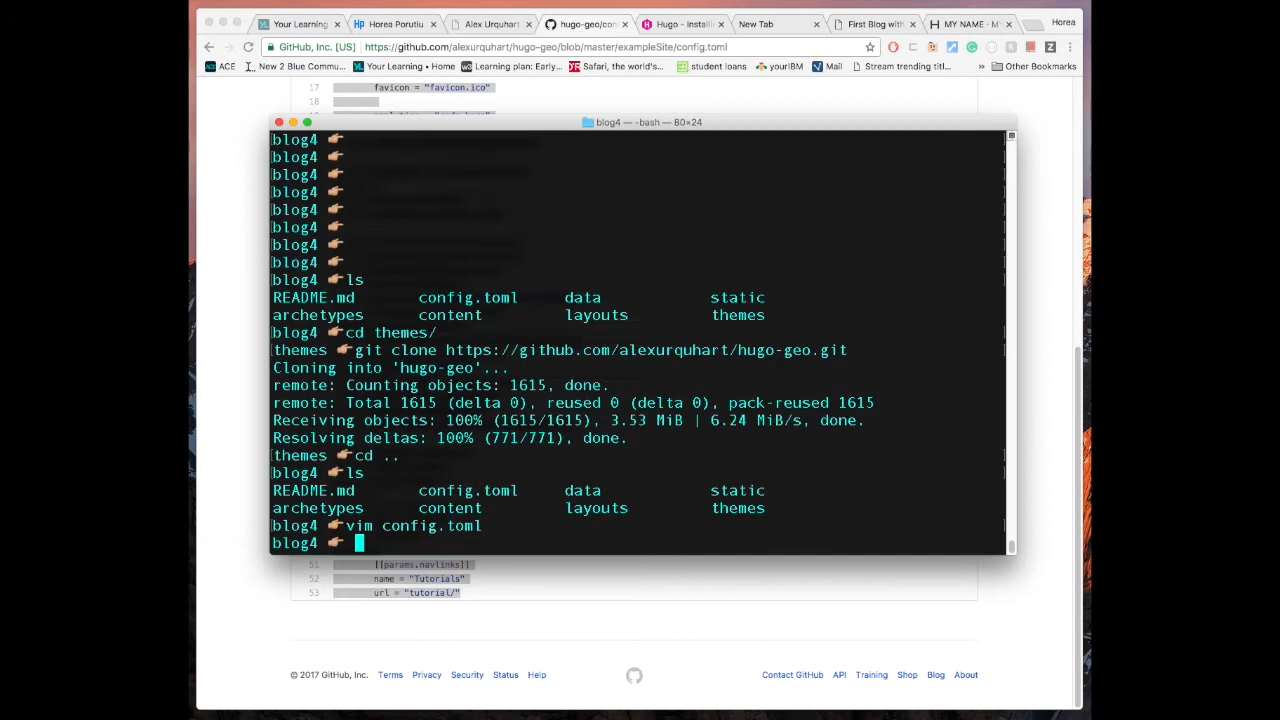 Your Learning
Horea Porutiu
Alex Urquhart
hugo-geo/con
Hugo - Install
New Tab
First Blog with
MY NAME - MY
Horea
GitHub, Inc. [US]
https://github.com/alexurquhart/hugo-geo/blob/master/exampleSite/config.toml
ACE
New 2 Blue Commu...
Your Learning • Home
Learning plan: Early...
Safari, the world's...
student loans
yourIBM
Mail
Stream trending titl...
»
Other Bookmarks
17 favicon = "favicon.ico"
18
blog4 — -bash — 80×24
blog4
blog4
blog4
blog4
blog4
blog4
blog4
blog4
blog4 ls
README.md config.toml data static
archetypes content layouts themes
blog4 cd themes/
themes git clone https://github.com/alexurquhart/hugo-geo.git
Cloning into 'hugo-geo'...
remote: Counting objects: 1615, done.
remote: Total 1615 (delta 0), reused 0 (delta 0), pack-reused 1615
Receiving objects: 100% (1615/1615), 3.53 MiB | 6.24 MiB/s, done.
Resolving deltas: 100% (771/771), done.
themes cd ..
blog4 ls
README.md config.toml data static
archetypes content layouts themes
blog4 vim config.toml
blog4
51 [[params.navlinks]]
52 name = "Tutorials"
53 url = "tutorial/"
© 2017 GitHub, Inc. Terms Privacy Security Status Help
Contact GitHub API Training Shop Blog About